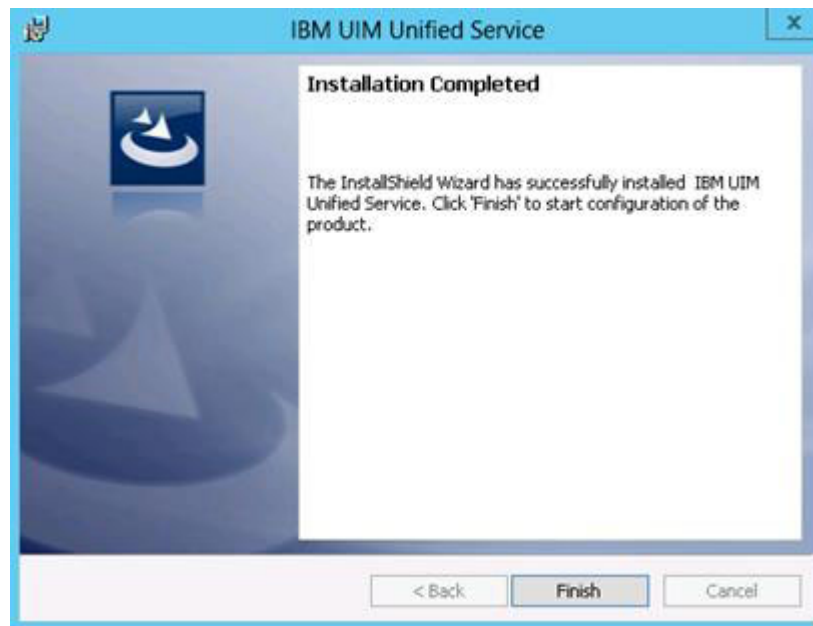 IBM UIM Unified Service
x
Installation Completed
The InstallShield Wizard has successfully installed IBM UIM
Unified Service. Click 'Finish' to start configuration of the
product.
< Back
Finish
Cancel